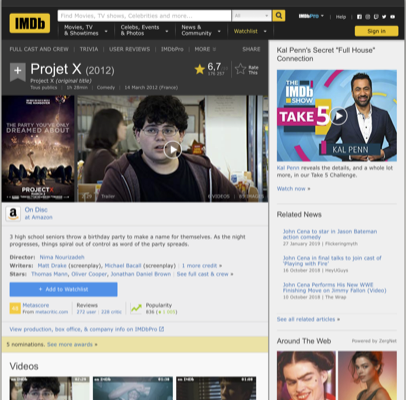 IMDb
Find Movies, TV shows, Celebrities and more...
All
IMDbPro
Help
Movies, TV
& Showtimes
Celebs, Events
& Photos
News &
Community
Watchlist
Sign in
FULL CAST AND CREW | TRIVIA | USER REVIEWS | IMDbPro | MORE
SHARE
Projet X (2012)
Project X (original title)
Tous publics | 1h 28min | Comedy | 14 March 2012 (France)
6,7
Rate
This
THE PARTY YOU'VE ONLY
DREAMED ABOUT
PROJECT X
Trailer
On Disc
at Amazon
3 high school seniors throw a birthday party to make a name for themselves. As the night
progresses, things spiral out of control as word of the party spreads.
Director: Nima Nourizadeh
Writers: Matt Drake (screenplay), Michael Bacall (screenplay) | 1 more credit »
Stars: Thomas Mann, Oliver Cooper, Jonathan Daniel Brown | See full cast & crew »
+ Add to Watchlist
Metascore
From metacritic.com
Reviews
272 user | 228 critic
Popularity
View production, box office, & company info on IMDbPro
5 nominations. See more awards »
Videos
Kal Penn's Secret "Full House"
Connection
THE IMDb
SHOW
TAKE 5
KAL PENN
Kal Penn reveals the details, and a whole lot
more, in our Take 5 Challenge.
Watch now »
Related News
John Cena to star in Jason Bateman
action comedy
27 January 2019 | Flickeringmyth
John Cena in final talks to join cast of
'Playing with Fire'
16 October 2018 | HeyUGuys
John Cena Performs His New WWE
Finishing Move on Jimmy Fallon (Video)
10 October 2018 | The Wrap
See all related articles »
Around The Web
Powered by ZergNet